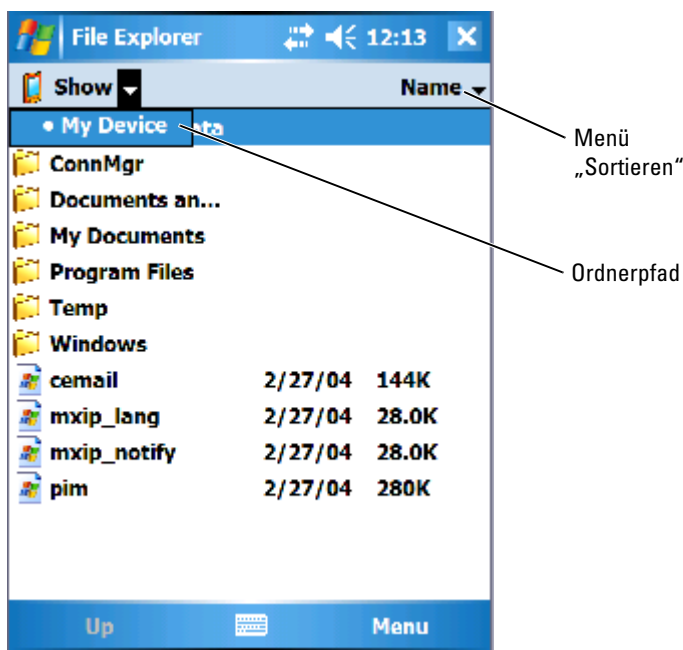 File Explorer 12:13
Show Name
My Device ata
ConnMgr
Documents an...
My Documents
Program Files
Temp
Windows
cemail 2/27/04 144K
mxip_lang 2/27/04 28.0K
mxip_notify 2/27/04 28.0K
pim 2/27/04 280K
Up Menu
Menü
„Sortieren“
Ordnerpfad